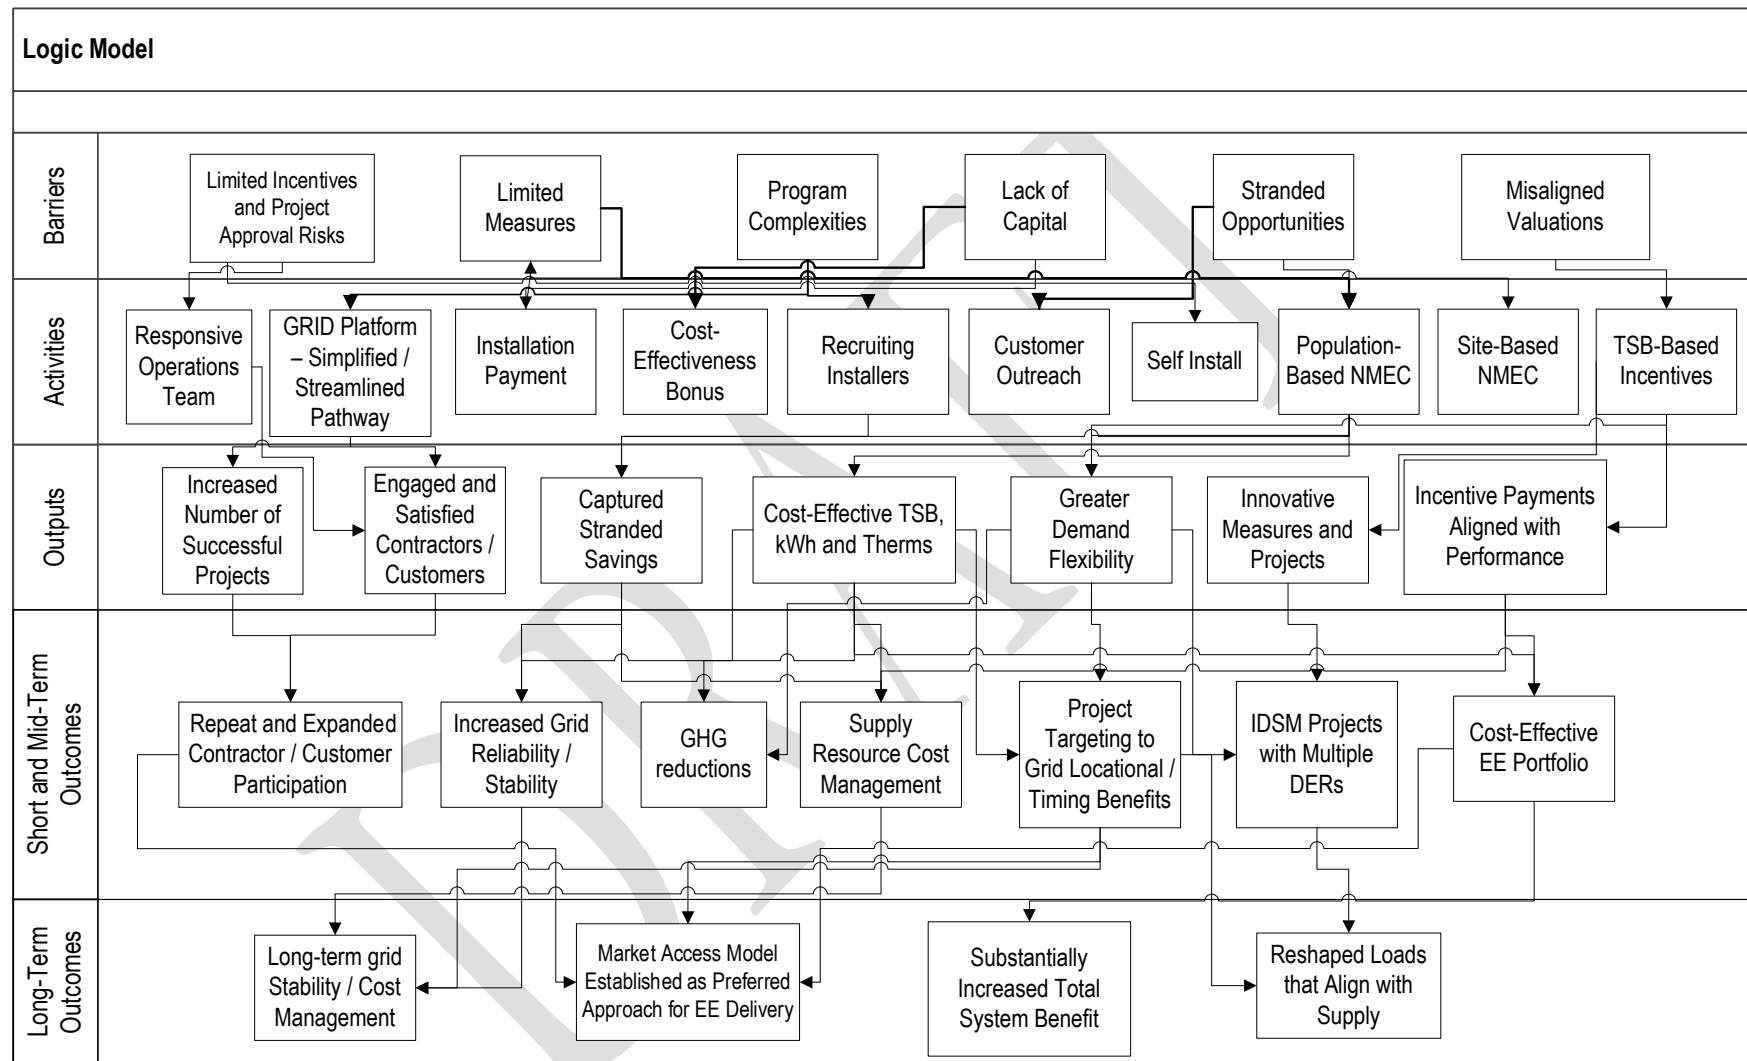 Logic Model
Barriers
Limited Incentives
and Project
Approval Risks
Limited
Measures
Program
Complexities
Lack of
Capital
Stranded
Opportunities
Misaligned
Valuations
Activities
Responsive
Operations
Team
GRID Platform
– Simplified /
Streamlined
Pathway
Installation
Payment
Cost-
Effectiveness
Bonus
Recruiting
Installers
Customer
Outreach
Self Install
Population-
Based NMEC
Site-Based
NMEC
TSB-Based
Incentives
Outputs
Increased
Number of
Successful
Projects
Engaged and
Satisfied
Contractors /
Customers
Captured
Stranded
Savings
Cost-Effective TSB,
kWh and Therms
Greater
Demand
Flexibility
Innovative
Measures and
Projects
Incentive Payments
Aligned with
Performance
Short and Mid-Term
Outcomes
Repeat and Expanded
Contractor / Customer
Participation
Increased Grid
Reliability /
Stability
GHG
reductions
Supply
Resource Cost
Management
Project
Targeting to
Grid Locational /
Timing Benefits
IDSM Projects
with Multiple
DERs
Cost-Effective
EE Portfolio
Long-Term
Outcomes
Long-term grid
Stability / Cost
Management
Market Access Model
Established as Preferred
Approach for EE Delivery
Substantially
Increased Total
System Benefit
Reshaped Loads
that Align with
Supply
DRAFT